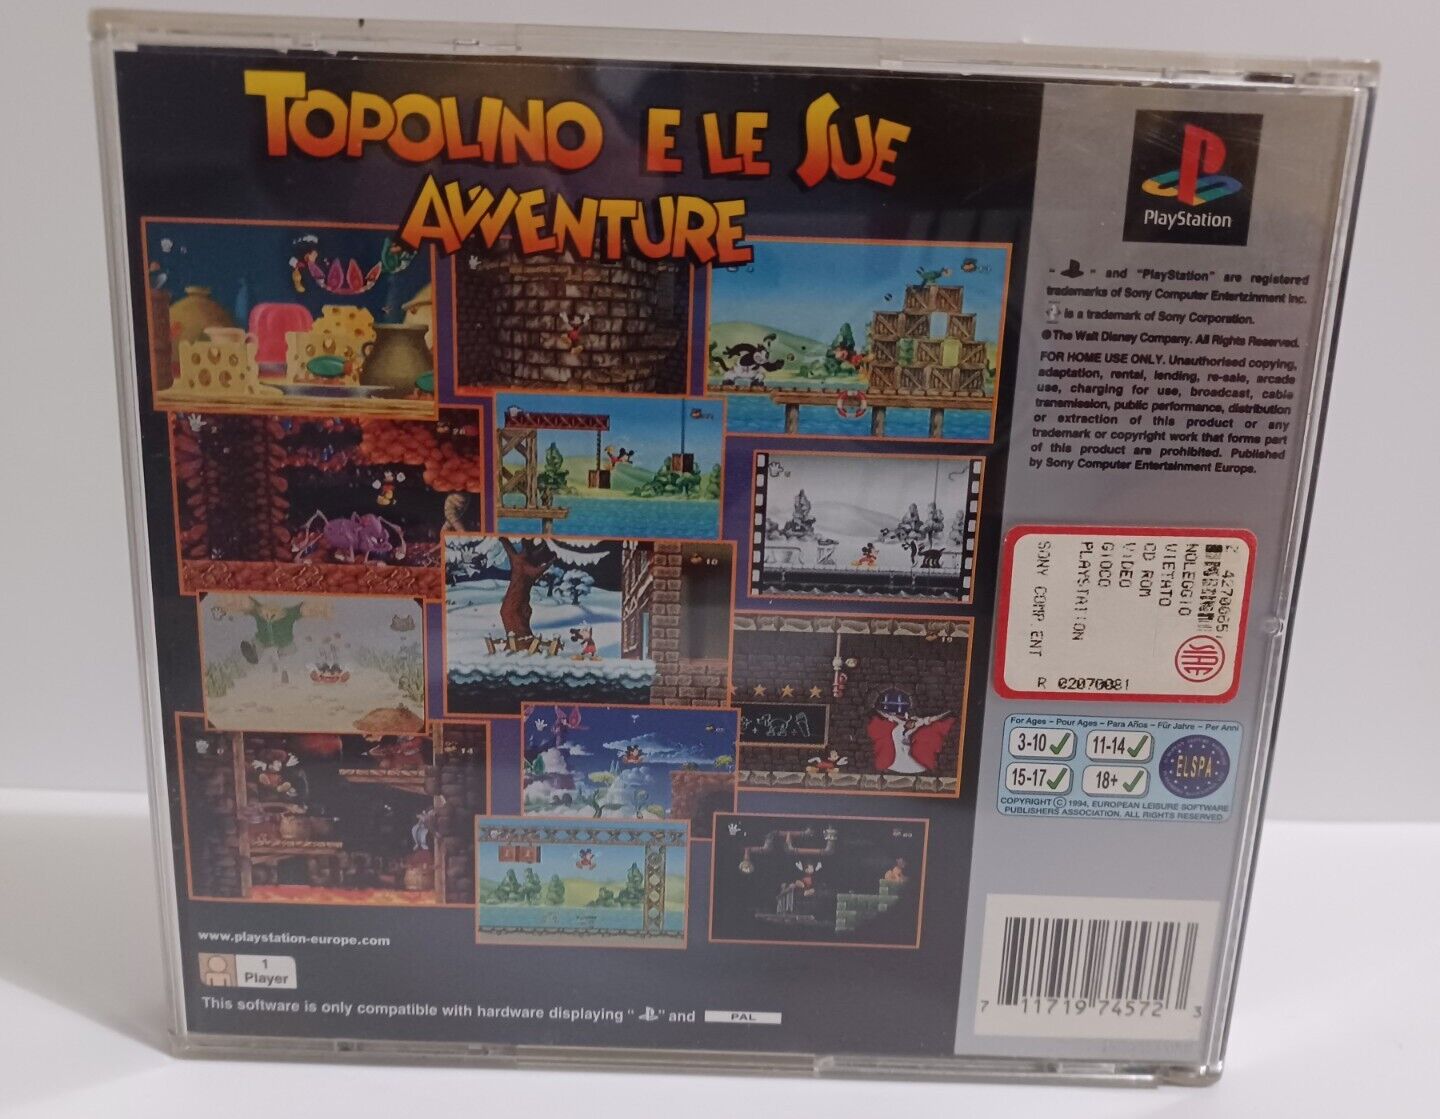 TOPOLINO E LE SUE
AVVENTURE
PlayStation
" " and "PlayStation" are registered
trademarks of Sony Computer Entertainment Inc.
is a trademark of Sony Corporation.
© The Walt Disney Company. All Rights Reserved.
FOR HOME USE ONLY. Unauthorised copying,
adaptation, rental, lending, re-sale, arcade
use, charging for use, broadcast, cable
transmission, public performance, distribution
or extraction of this product or any
trademark or copyright work that forms part
of this product are prohibited. Published
by Sony Computer Entertainment Europe.
Z 4270065
NOLEGGIO
VIETATO
CD ROM
VIDEO
GIOCO
PLAYSTATION
SONY COMP. ENT
SIAE
R 02070081
For Ages - Pour Ages - Para Años - Für Jahre - Per Anni
3-10 11-14
15-17 18+
ELSPA
COPYRIGHT © 1994, EUROPEAN LEISURE SOFTWARE
PUBLISHERS ASSOCIATION. ALL RIGHTS RESERVED
www.playstation-europe.com
1
Player
This software is only compatible with hardware displaying " " and PAL
7 11719 74572 3